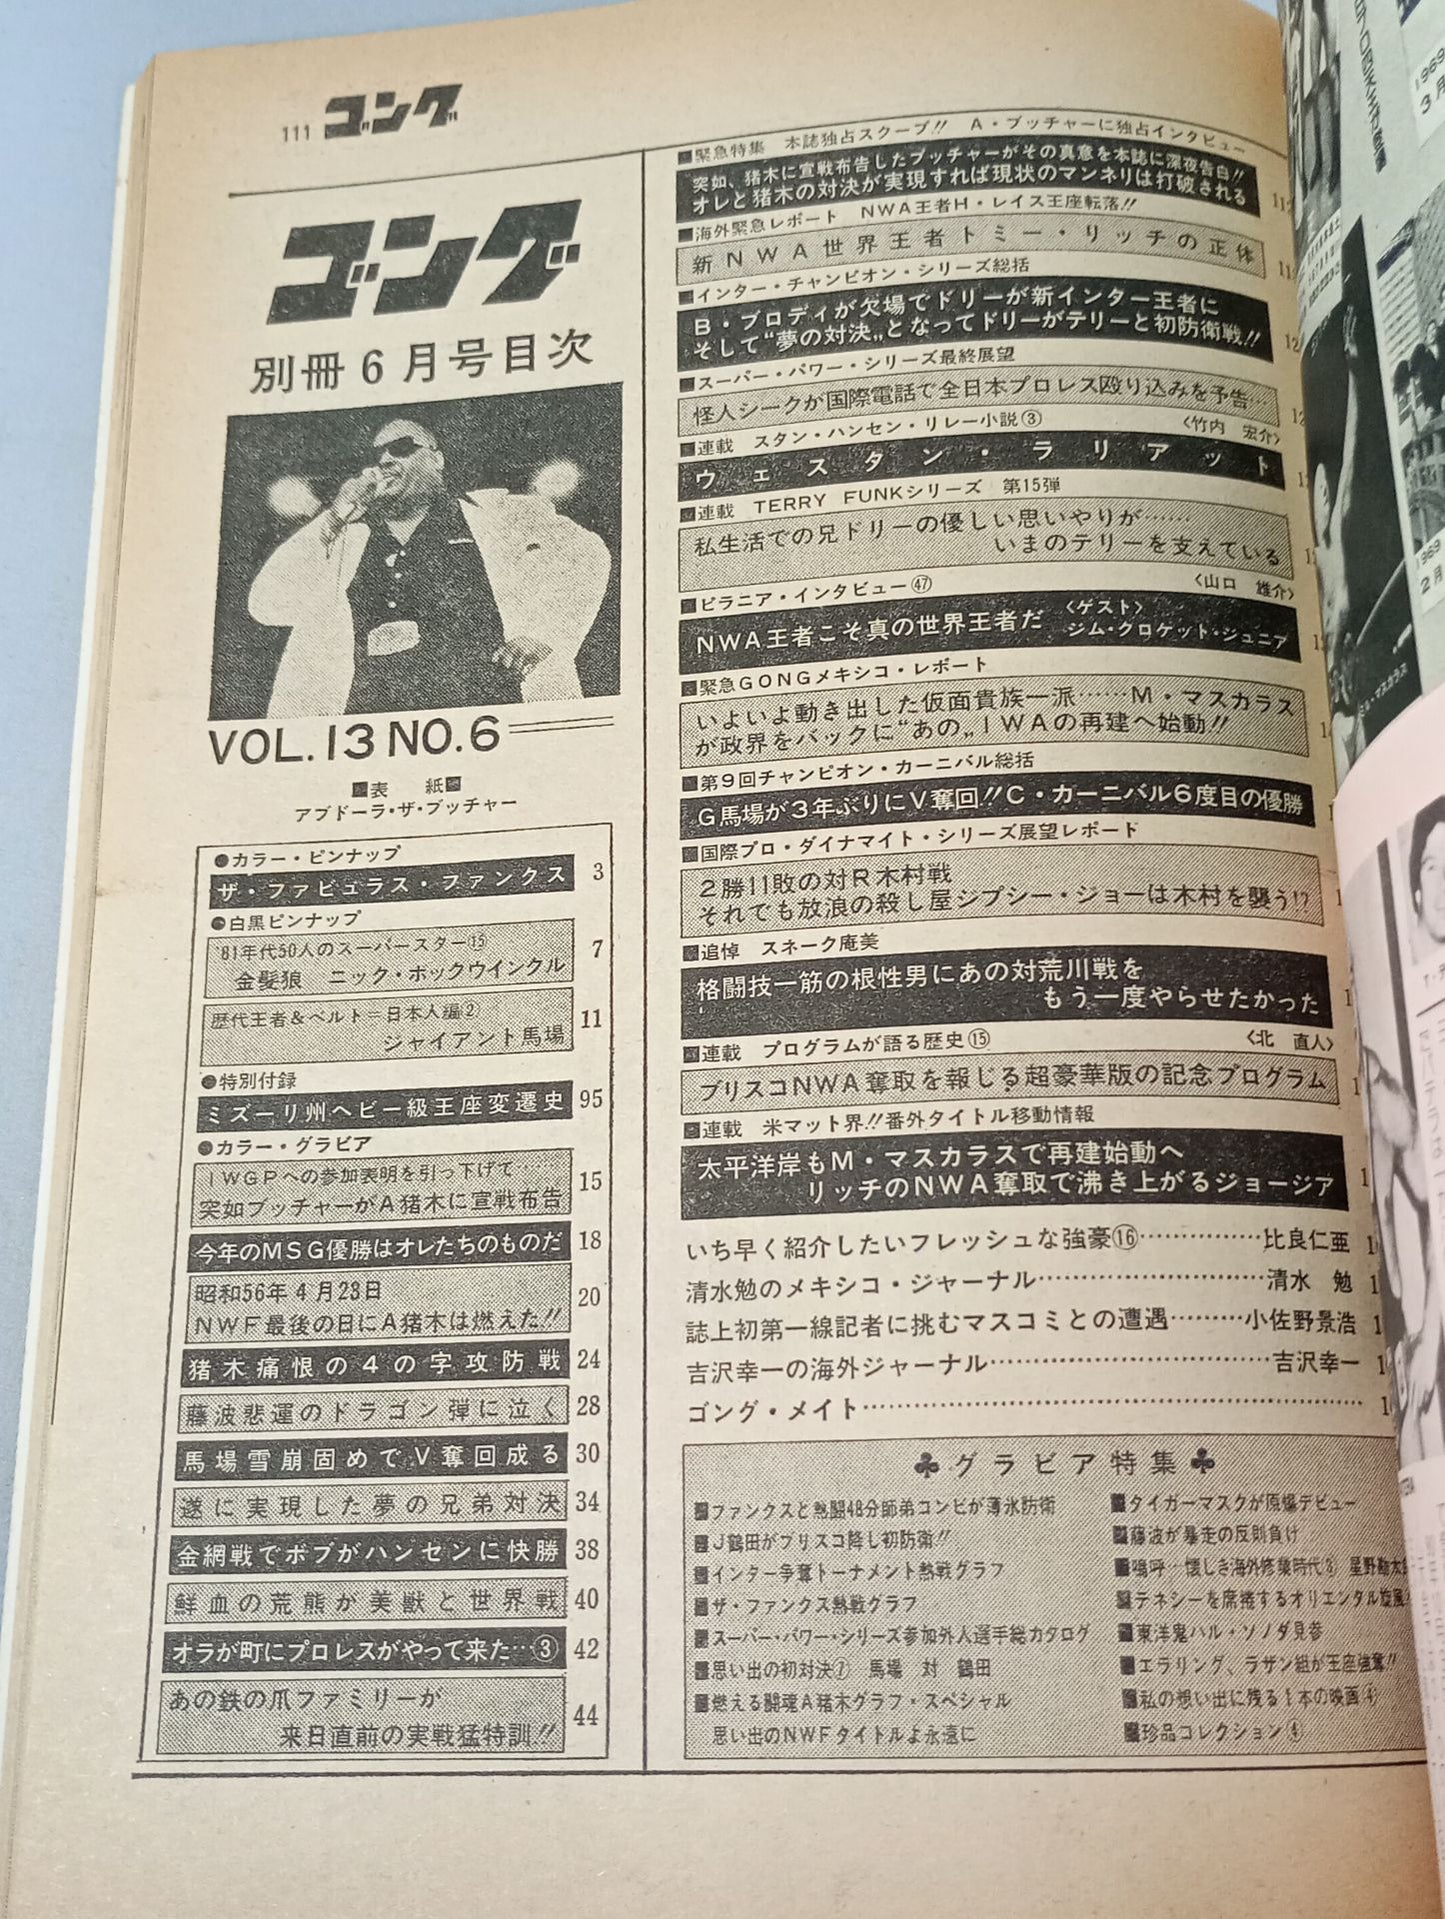 111 ゴング
ゴング
別冊6月号目次
VOL.13 NO.6
■表 紙■
アブドーラ・ザ・ブッチャー
●カラー・ピンナップ
ザ・ファビュラス・ファンクス 3
●白黒ピンナップ
'81年代50人のスーパースター⑮
金髪狼 ニック・ボックウインクル 7
歴代王者&ベルト=日本人編②
ジャイアント馬場 11
●特別付録
ミズーリ州ヘビー級王座変遷史 95
●カラー・グラビア
IWGPへの参加表明を引っ下げて……
突如ブッチャーがA猪木に宣戦布告 15
今年のMSG優勝はオレたちのものだ 18
昭和56年4月23日
NWF最後の日にA猪木は燃えた!! 20
猪木痛恨の4の字攻防戦 24
藤波悲運のドラゴン弾に泣く 28
馬場雪崩固めでV奪回成る 30
遂に実現した夢の兄弟対決 34
金網戦でボブがハンセンに快勝 38
鮮血の荒熊が美獣と世界戦 40
オラが町にプロレスがやって来た…③ 42
あの鉄の爪ファミリーが
来日直前の実戦猛特訓!! 44
■緊急特集 本誌独占スクープ!! A・ブッチャーに独占インタビュー
突如、猪木に宣戦布告したブッチャーがその真意を本誌に深夜告白!!
オレと猪木の対決が実現すれば現状のマンネリは打破される
■海外緊急レポート NWA王者H・レイス王座転落!!
新NWA世界王者トミー・リッチの正体
■インター・チャンピオン・シリーズ総括
B・ブロディが欠場でドリーが新インター王者に
そして“夢の対決„となってドリーがテリーと初防衛戦!!
■スーパー・パワー・シリーズ最終展望
怪人シークが国際電話で全日本プロレス殴り込みを予告…
■連載 スタン・ハンセン・リレー小説③ 〈竹内 宏介〉
ウェスタン・ラリアット
■連載 TERRY FUNKシリーズ 第15弾
私生活での兄ドリーの優しい思いやりが……
いまのテリーを支えている
■ピラニア・インタビュー㊼ 〈山口 雄介〉
NWA王者こそ真の世界王者だ 〈ゲスト〉
ジム・クロケット・ジュニア
■緊急GONGメキシコ・レポート
いよいよ動き出した仮面貴族一派……M・マスカラス
が政界をバックに“あの„IWAの再建へ始動!!
■第9回チャンピオン・カーニバル総括
G馬場が3年ぶりにV奪回!!C・カーニバル6度目の優勝
■国際プロ・ダイナマイト・シリーズ展望レポート
2勝11敗の対R木村戦
それでも放浪の殺し屋ジプシー・ジョーは木村を襲う!?
■追悼 スネーク庵美
格闘技一筋の根性男にあの対荒川戦を
もう一度やらせたかった
■連載 プログラムが語る歴史⑮ 〈北 直人〉
ブリスコNWA奪取を報じる超豪華版の記念プログラム
■連載 米マット界!!番外タイトル移動情報
太平洋岸もM・マスカラスで再建始動へ
リッチのNWA奪取で沸き上がるジョージア
いち早く紹介したいフレッシュな強豪⑯……………比良仁亜
清水勉のメキシコ・ジャーナル……………………清水 勉
誌上初第一線記者に挑むマスコミとの遭遇………小佐野景浩
吉沢幸一の海外ジャーナル…………………………吉沢幸一
ゴング・メイト……………………………………………
♣グラビア特集♣
■ファンクスと熱闘48分師弟コンビが薄氷防衛
■J鶴田がブリスコ降し初防衛!!
■インター争奪トーナメント熱戦グラフ
■ザ・ファンクス熱戦グラフ
■スーパー・パワー・シリーズ参加外人選手総カタログ
■思い出の初対決⑦ 馬場 対 鶴田
■燃える闘魂A猪木グラフ・スペシャル
思い出のNWFタイトルよ永遠に
■タイガーマスクが原爆デビュー
■藤波が暴走の反則負け
■嗚呼…懐しき海外修業時代⑧ 星野勘太郎
■テネシーを席捲するオリエンタル旋風
■東洋鬼ハル・ソノダ見参
■エラリング、ラザン組が王座強奪!!
■私の想い出に残る1本の映画④
■珍品コレクション④
1969
3月
1969
2月
ミル・マスカラス